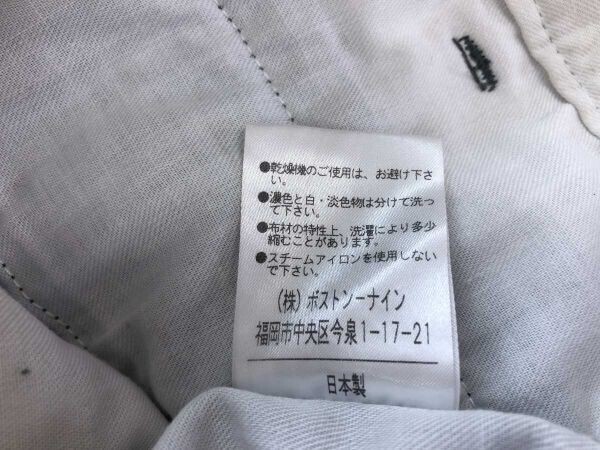 ●乾燥機のご使用は、お避け下さ
い。
●濃色と白・淡色物は分けて洗っ
て下さい。
●布材の特性上、洗濯により多少
縮むことがあります。
●スチームアイロンを使用しない
で下さい。
(株)ボストンーナイン
福岡市中央区今泉1-17-21
日本製